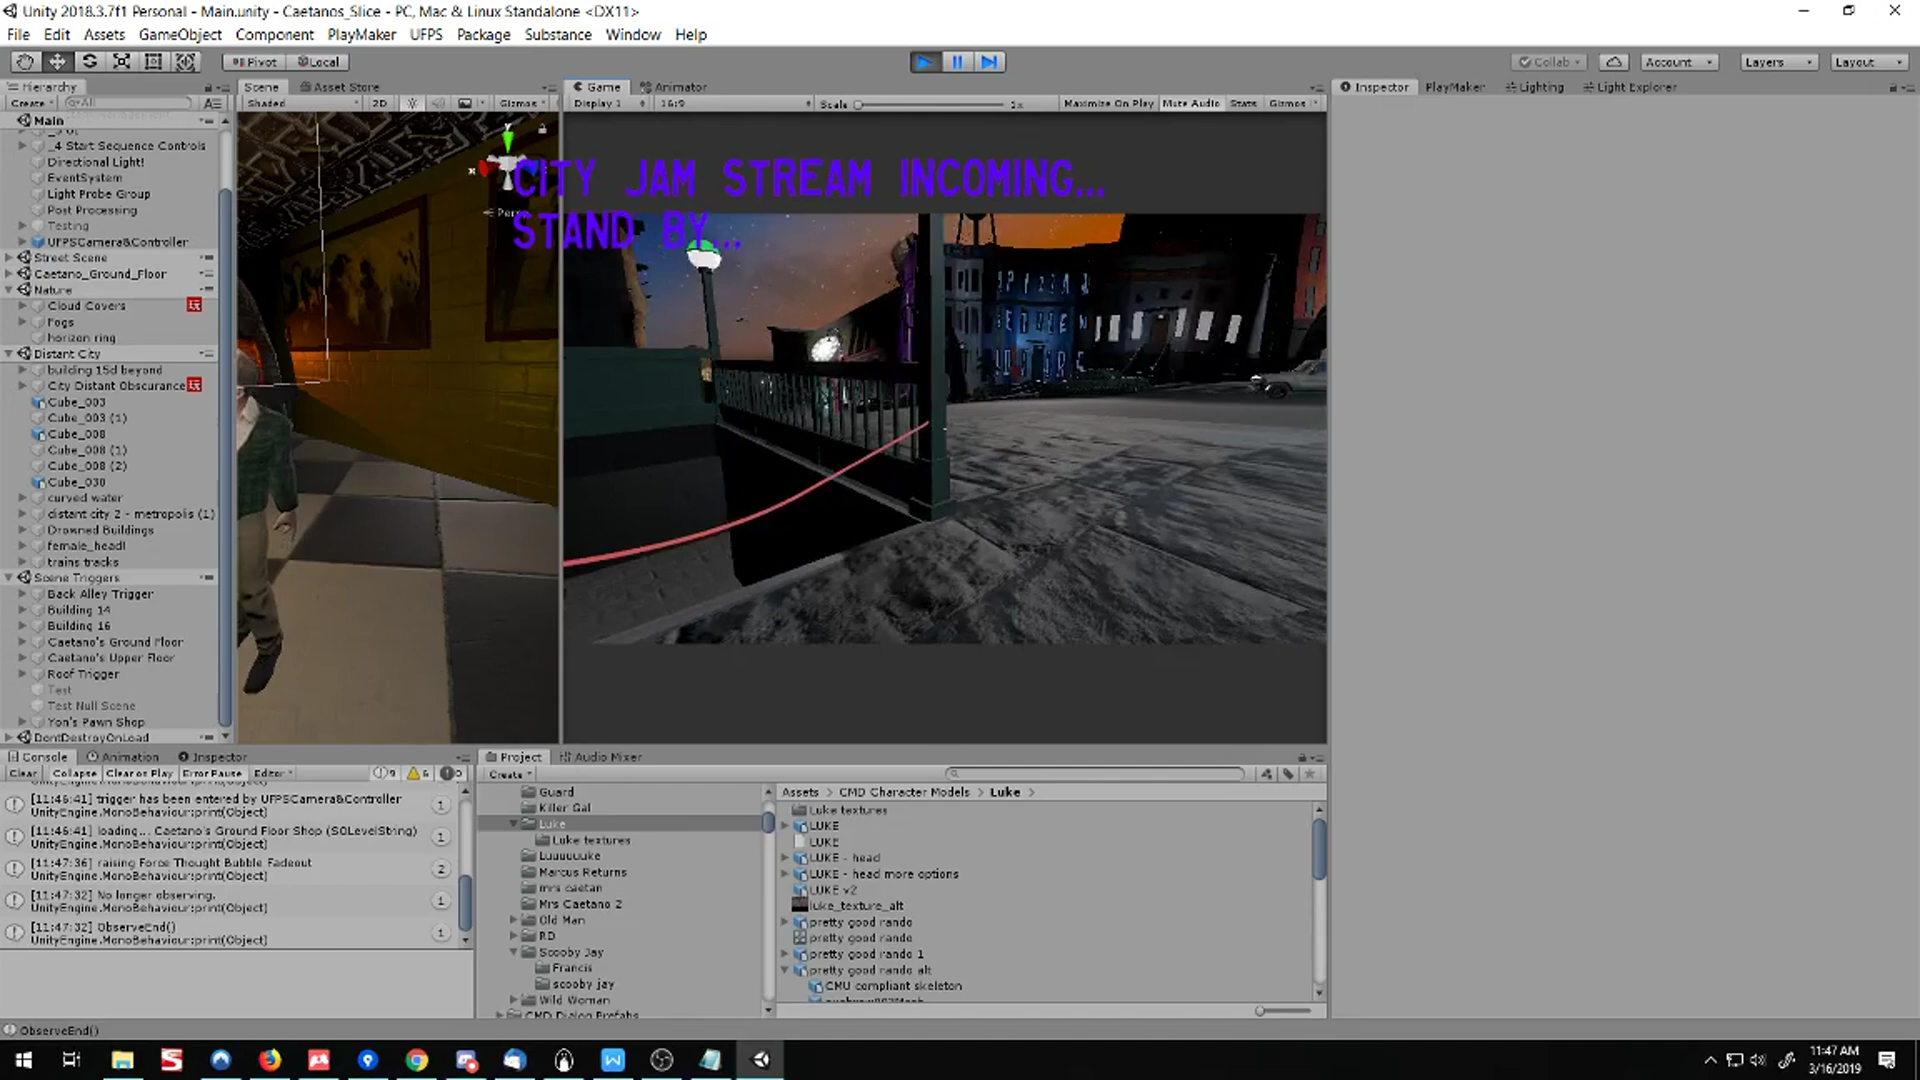 Unity 2018.3.7f1 Personal - Main.unity - Caetanos_Slice - PC, Mac & Linux Standalone <DX11>
File Edit Assets GameObject Component PlayMaker UFPS Package Substance Window Help
Pivot Local Collab Account Layers Layout
Hierarchy Scene Asset Store Game Animator Inspector PlayMaker Lighting Light Explorer
Create All Shaded 2D Gizmos Display 1 16:9 Scale 1x Maximize On Play Mute Audio Stats Gizmos
Main
_4 Start Sequence Controls
Directional Light!
EventSystem
Light Probe Group
Post Processing
Testing
UFPSCamera&Controller
Street Scene
Caetano_Ground_Floor
Nature
Cloud Covers
Fogs
horizon ring
Distant City
building 15d beyond
City Distant Obscurance
Cube_003
Cube_003 (1)
Cube_008
Cube_008 (1)
Cube_008 (2)
Cube_030
curved water
distant city 2 - metropolis (1)
Drowned Buildings
female_head!
trains tracks
Scene Triggers
Back Alley Trigger
Building 14
Building 16
Caetano's Ground Floor
Caetano's Upper Floor
Roof Trigger
Test
Test Null Scene
Yon's Pawn Shop
DontDestroyOnLoad
y
x
Persp
CITY JAM STREAM INCOMING...
STAND BY...
Console Animation Inspector
Clear Collapse Clear on Play Error Pause Editor 9 6 0
[11:46:41] trigger has been entered by UFPSCamera&Controller
UnityEngine.MonoBehaviour:print(Object)
1
[11:46:41] loading... Caetano's Ground Floor Shop (SOLevelString)
UnityEngine.MonoBehaviour:print(Object)
1
[11:47:36] raising Force Thought Bubble Fadeout
UnityEngine.MonoBehaviour:print(Object)
2
[11:47:32] No longer observing.
UnityEngine.MonoBehaviour:print(Object)
1
[11:47:32] ObserveEnd()
UnityEngine.MonoBehaviour:print(Object)
1
Project Audio Mixer
Create
Guard
Killer Gal
Luke
Luke textures
Luuuuuuke
Marcus Returns
mrs caetan
Mrs Caetano 2
Old Man
RD
Scooby Jay
Francis
scooby jay
Wild Woman
CMD Dialog Prefabs
Assets > CMD Character Models > Luke >
Luke textures
LUKE
LUKE
LUKE - head
LUKE - head more options
LUKE v2
luke_texture_alt
pretty good rando
pretty good rando
pretty good rando 1
pretty good rando alt
CMU compliant skeleton
ObserveEnd()
11:47 AM
3/16/2019